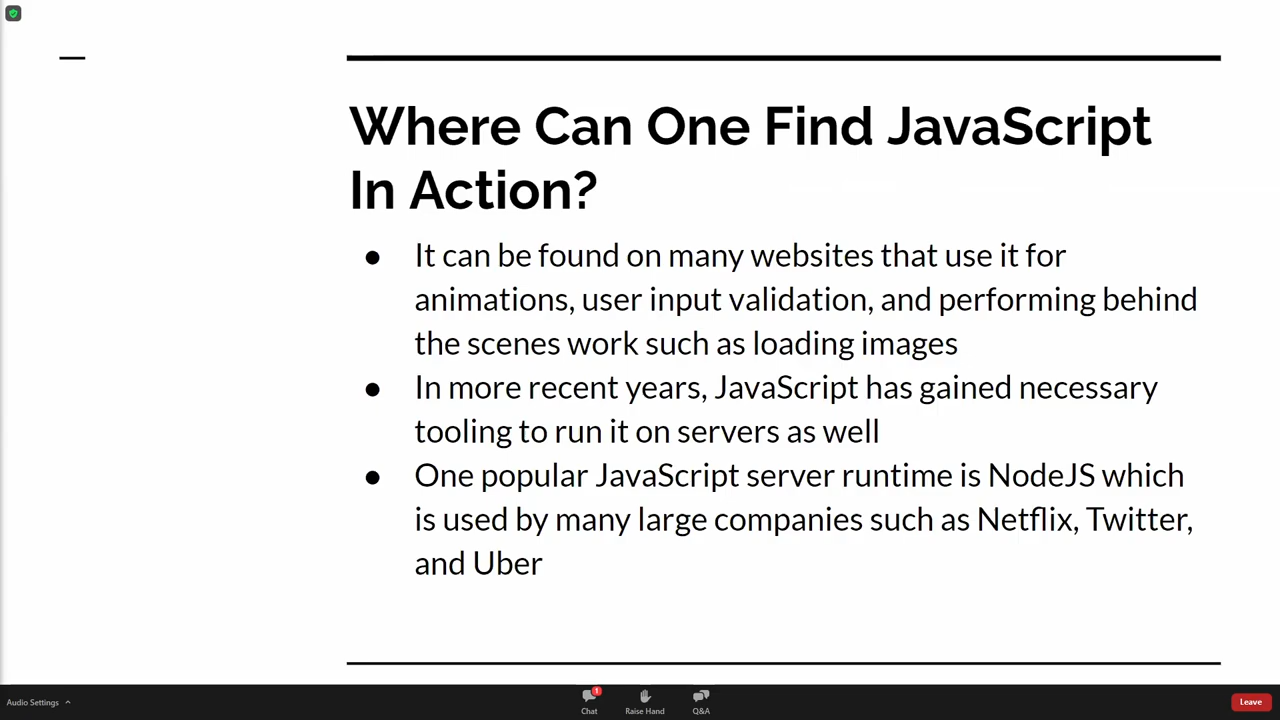 Where Can One Find JavaScript
In Action?
● It can be found on many websites that use it for
animations, user input validation, and performing behind
the scenes work such as loading images
● In more recent years, JavaScript has gained necessary
tooling to run it on servers as well
● One popular JavaScript server runtime is NodeJS which
is used by many large companies such as Netflix, Twitter,
and Uber
Audio Settings
1
Chat
Raise Hand
Q&A
Leave